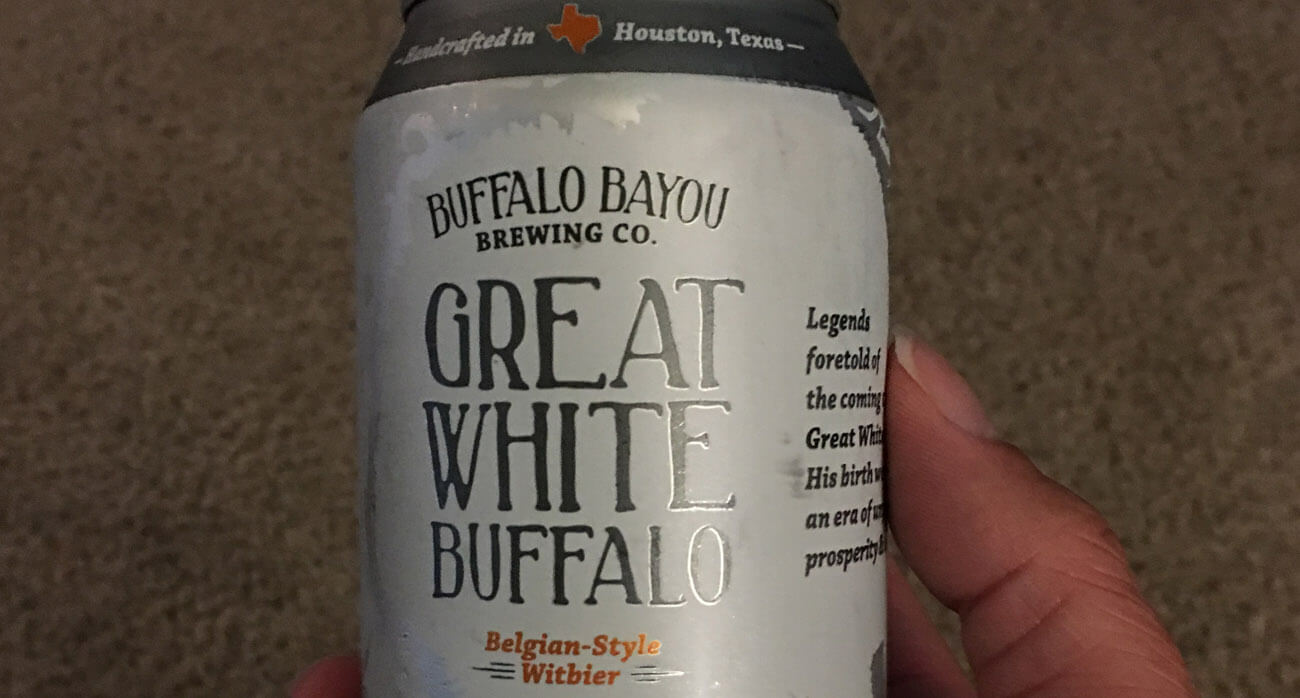 Handcrafted in Houston, Texas
BUFFALO BAYOU
BREWING CO.
GREAT
WHITE
BUFFALO
Belgian-Style
Witbier
Legends
foretold of
the coming
Great
His birth
an era of
prosperity